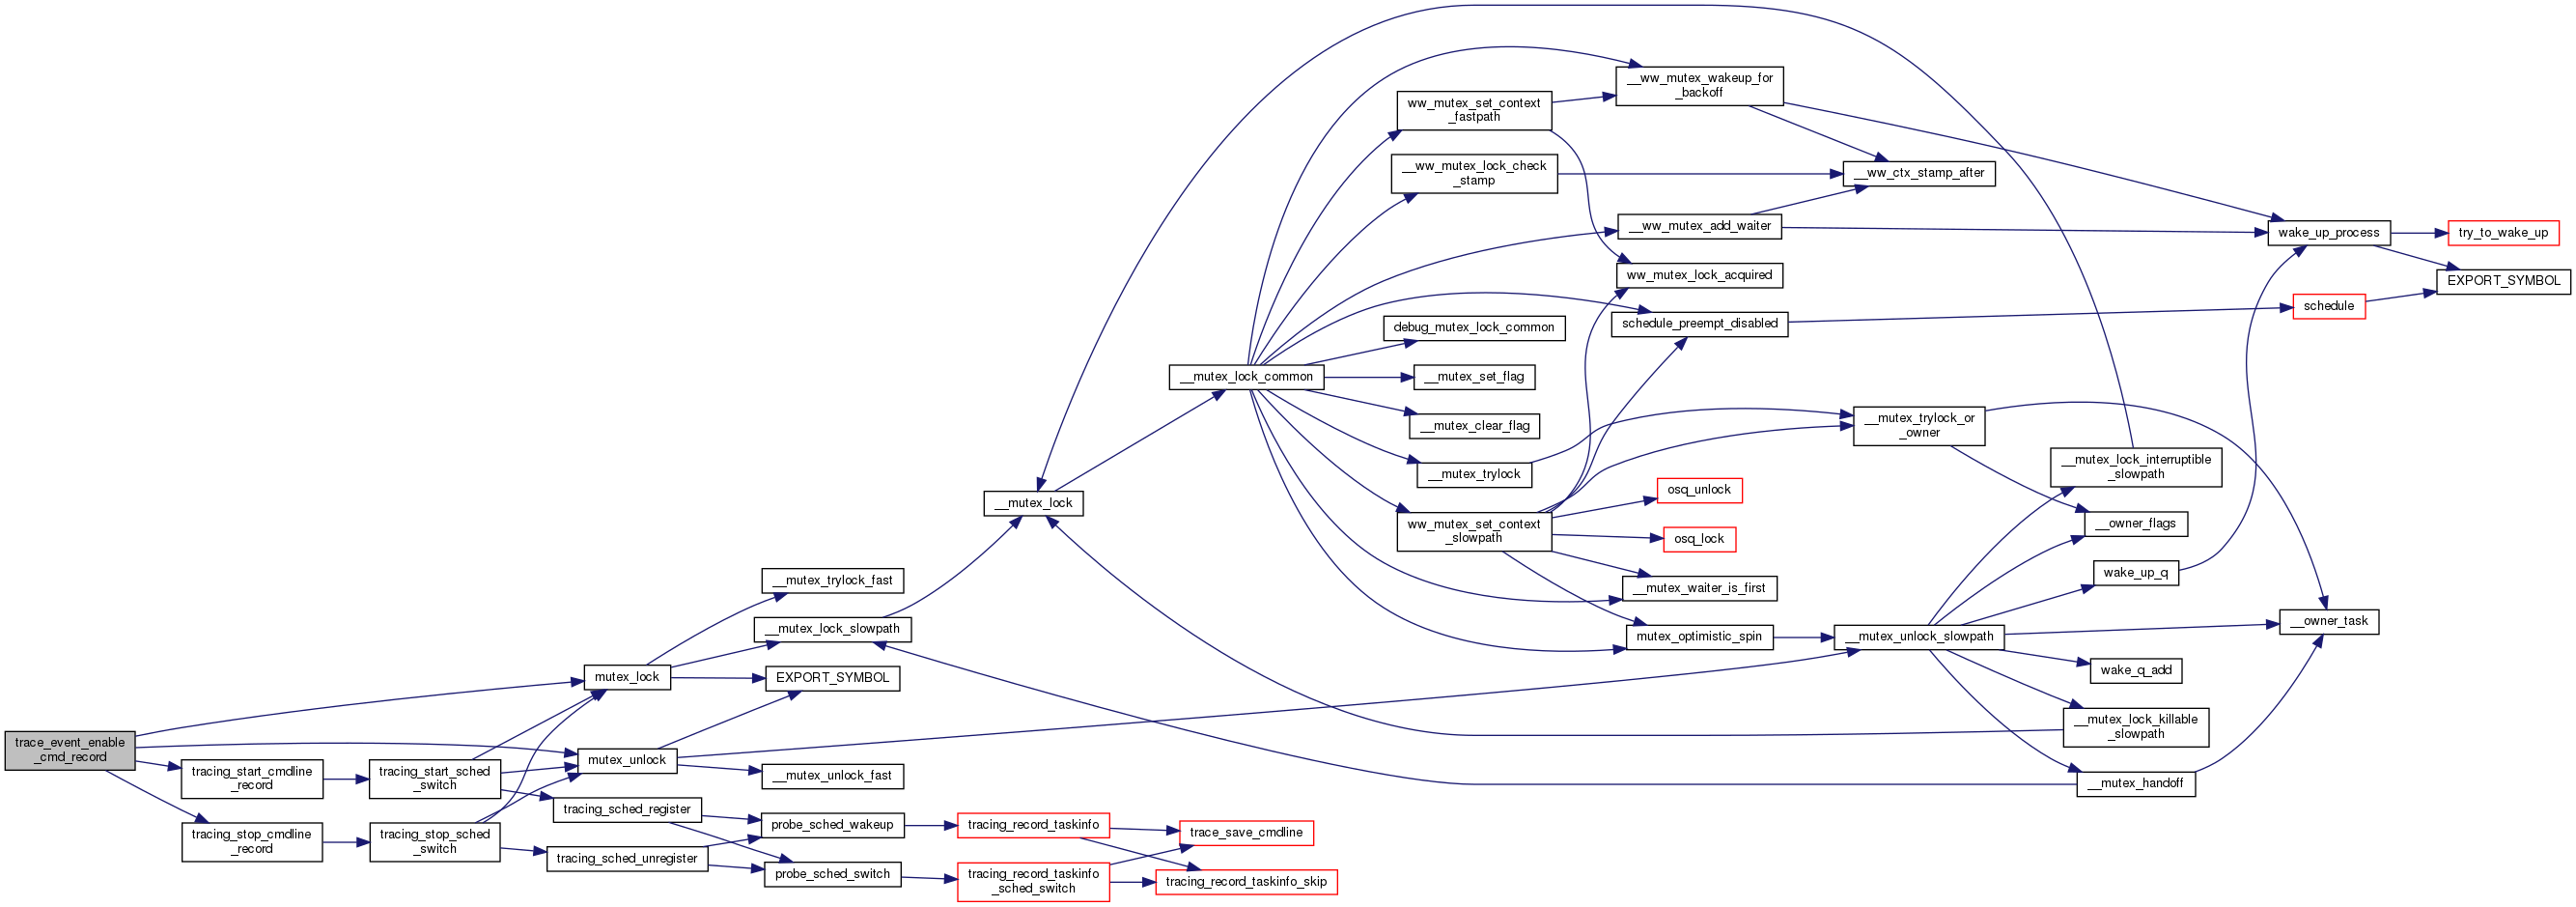 trace_event_enable
_cmd_record
mutex_lock
mutex_unlock
tracing_start_cmdline
_record
tracing_stop_cmdline
_record
tracing_start_sched
_switch
tracing_stop_sched
_switch
tracing_sched_register
tracing_sched_unregister
__mutex_trylock_fast
__mutex_lock_slowpath
EXPORT_SYMBOL
__mutex_unlock_fast
probe_sched_wakeup
probe_sched_switch
tracing_record_taskinfo
tracing_record_taskinfo
_sched_switch
trace_save_cmdline
tracing_record_taskinfo_skip
__mutex_lock
__mutex_lock_common
ww_mutex_set_context
_fastpath
__ww_mutex_lock_check
_stamp
debug_mutex_lock_common
__mutex_set_flag
__mutex_clear_flag
__mutex_trylock
ww_mutex_set_context
_slowpath
__ww_mutex_wakeup_for
_backoff
__ww_mutex_add_waiter
ww_mutex_lock_acquired
schedule_preempt_disabled
osq_unlock
osq_lock
__mutex_waiter_is_first
mutex_optimistic_spin
__ww_ctx_stamp_after
__mutex_trylock_or
_owner
__mutex_unlock_slowpath
__mutex_lock_interruptible
_slowpath
__owner_flags
wake_up_q
wake_q_add
__mutex_lock_killable
_slowpath
__mutex_handoff
wake_up_process
schedule
__owner_task
try_to_wake_up
EXPORT_SYMBOL